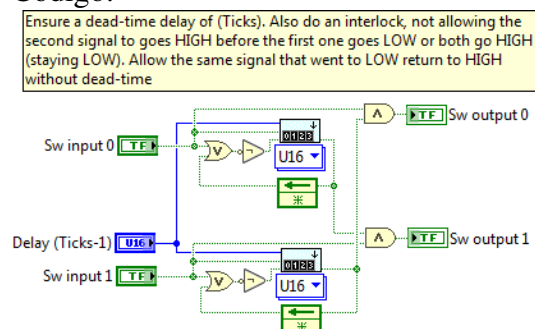 Código:
Ensure a dead-time delay of (Ticks). Also do an interlock, not allowing the
second signal to goes HIGH before the first one goes LOW or both go HIGH
(staying LOW). Allow the same signal that went to LOW return to HIGH
without dead-time
TF Sw output 0
Sw input 0 TF
0123
U16
Delay (Ticks-1) U16
TF Sw output 1
Sw input 1 TF
0123
U16